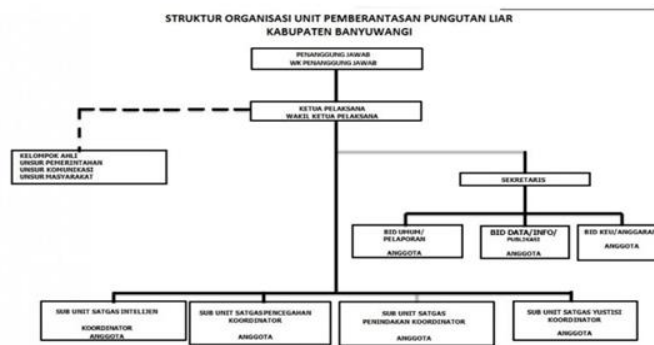 STRUKTUR ORGANISASI UNIT PEMBERANTASAN PUNGUTAN LIAR
KABUPATEN BANYUWANGI
PENANGGUNG JAWAB
WK PENANGGUNG JAWAB
KETUA PELAKSANA
WAKIL KETUA PELAKSANA
KELOMPOK AHLI
UNSUR PEMERINTAHAN
UNSUR KOMUNIKASI
UNSUR MASYARAKAT
SEKRETARIS
BID UMUM/
PELAPORAN
ANGGOTA
BID DATA/INFO/
PUBLIKASI
ANGGOTA
BID KEU/ANGGARAN
ANGGOTA
SUB UNIT SATGAS INTELIJEN
KOORDINATOR
ANGGOTA
SUB UNIT SATGAS PENCEGAHAN
KOORDINATOR
ANGGOTA
SUB UNIT SATGAS
PENINDAKAN KOORDINATOR
ANGGOTA
SUB UNIT SATGAS YUSTISI
KOORDINATOR
ANGGOTA